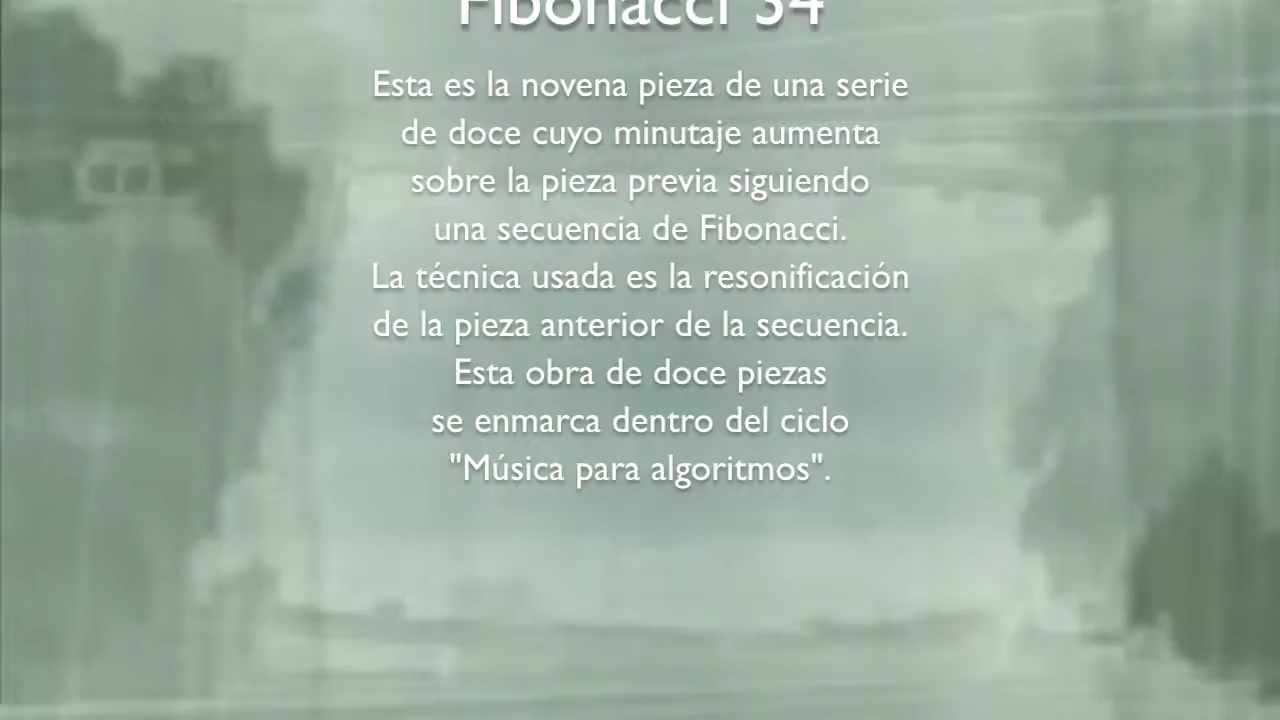 Fibonacci 34
Esta es la novena pieza de una serie
de doce cuyo minutaje aumenta
sobre la pieza previa siguiendo
una secuencia de Fibonacci.
La técnica usada es la resonificación
de la pieza anterior de la secuencia.
Esta obra de doce piezas
se enmarca dentro del ciclo
"Música para algoritmos".